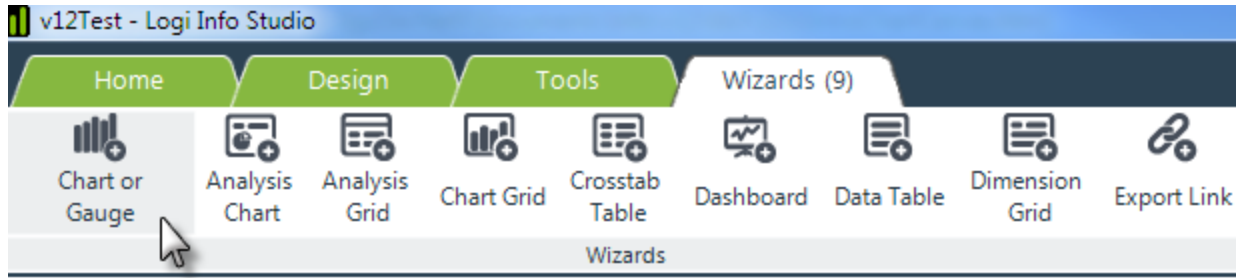 v12Test - Logi Info Studio
Home Design Tools Wizards (9)
Chart or Gauge
Analysis Chart
Analysis Grid
Chart Grid
Crosstab Table
Dashboard
Data Table
Dimension Grid
Export Link
Wizards